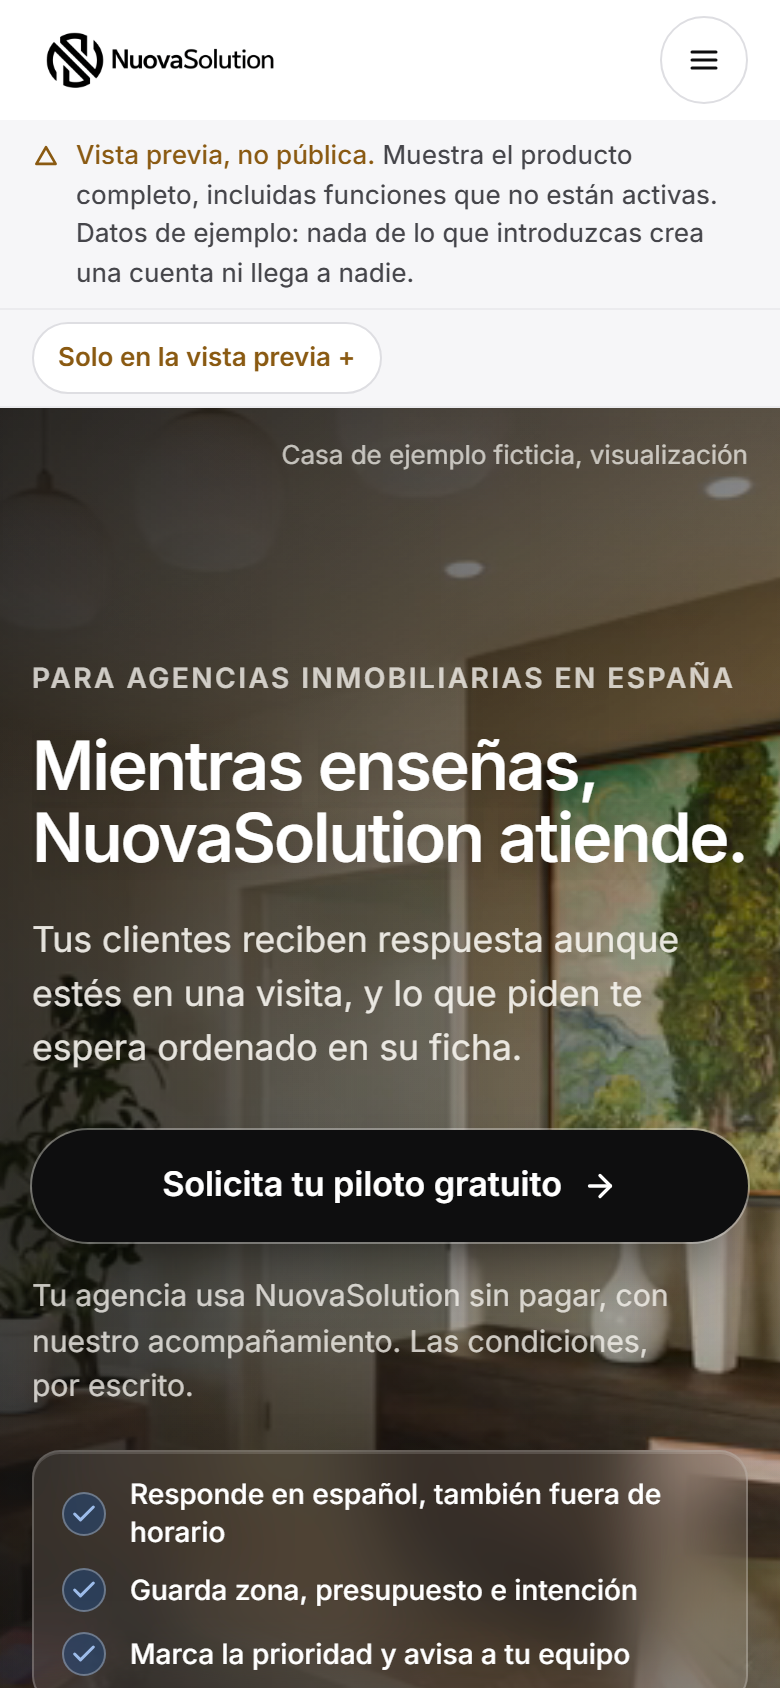 NuovaSolution
Vista previa, no pública. Muestra el producto
completo, incluidas funciones que no están activas.
Datos de ejemplo: nada de lo que introduzcas crea
una cuenta ni llega a nadie.
Solo en la vista previa +
Casa de ejemplo ficticia, visualización
PARA AGENCIAS INMOBILIARIAS EN ESPAÑA
Mientras enseñas,
NuovaSolution atiende.
Tus clientes reciben respuesta aunque
estés en una visita, y lo que piden te
espera ordenado en su ficha.
Solicita tu piloto gratuito →
Tu agencia usa NuovaSolution sin pagar, con
nuestro acompañamiento. Las condiciones,
por escrito.
Responde en español, también fuera de
horario
Guarda zona, presupuesto e intención
Marca la prioridad y avisa a tu equipo